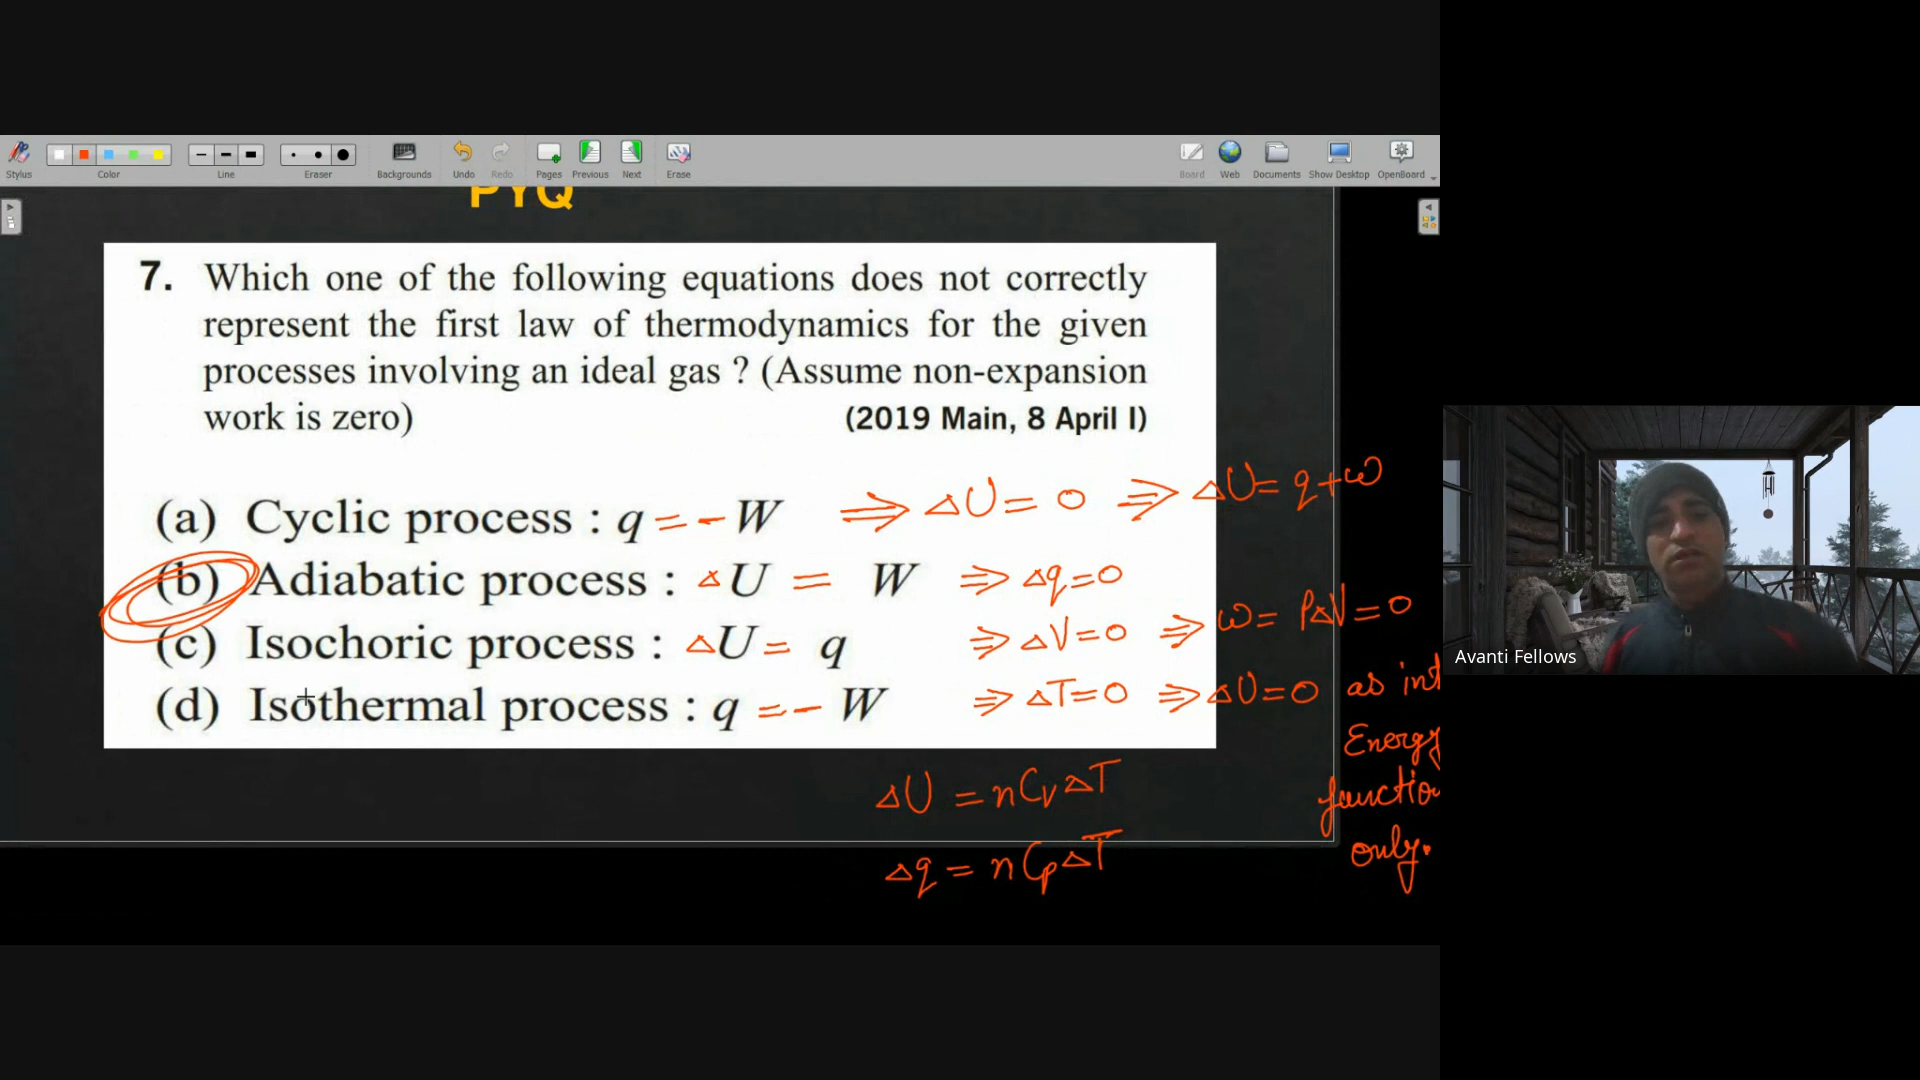 Stylus Color Line Eraser Backgrounds Undo Redo Pages Previous Next Erase Board Web Documents Show Desktop OpenBoard
PYQ
7. Which one of the following equations does not correctly
represent the first law of thermodynamics for the given
processes involving an ideal gas ? (Assume non-expansion
work is zero) (2019 Main, 8 April I)
(a) Cyclic process : q = - W ⇒ ΔU = 0 ⇒ ΔU = q+w
(b) Adiabatic process : ΔU = W ⇒ Δq=0
(c) Isochoric process : ΔU = q ⇒ ΔV=0 ⇒ w = PΔV=0
(d) Isothermal process : q = - W ⇒ ΔT=0 ⇒ ΔU=0 as int
Energy
functio
only.
ΔU = nCvΔT
Δq = nCpΔT
Avanti Fellows